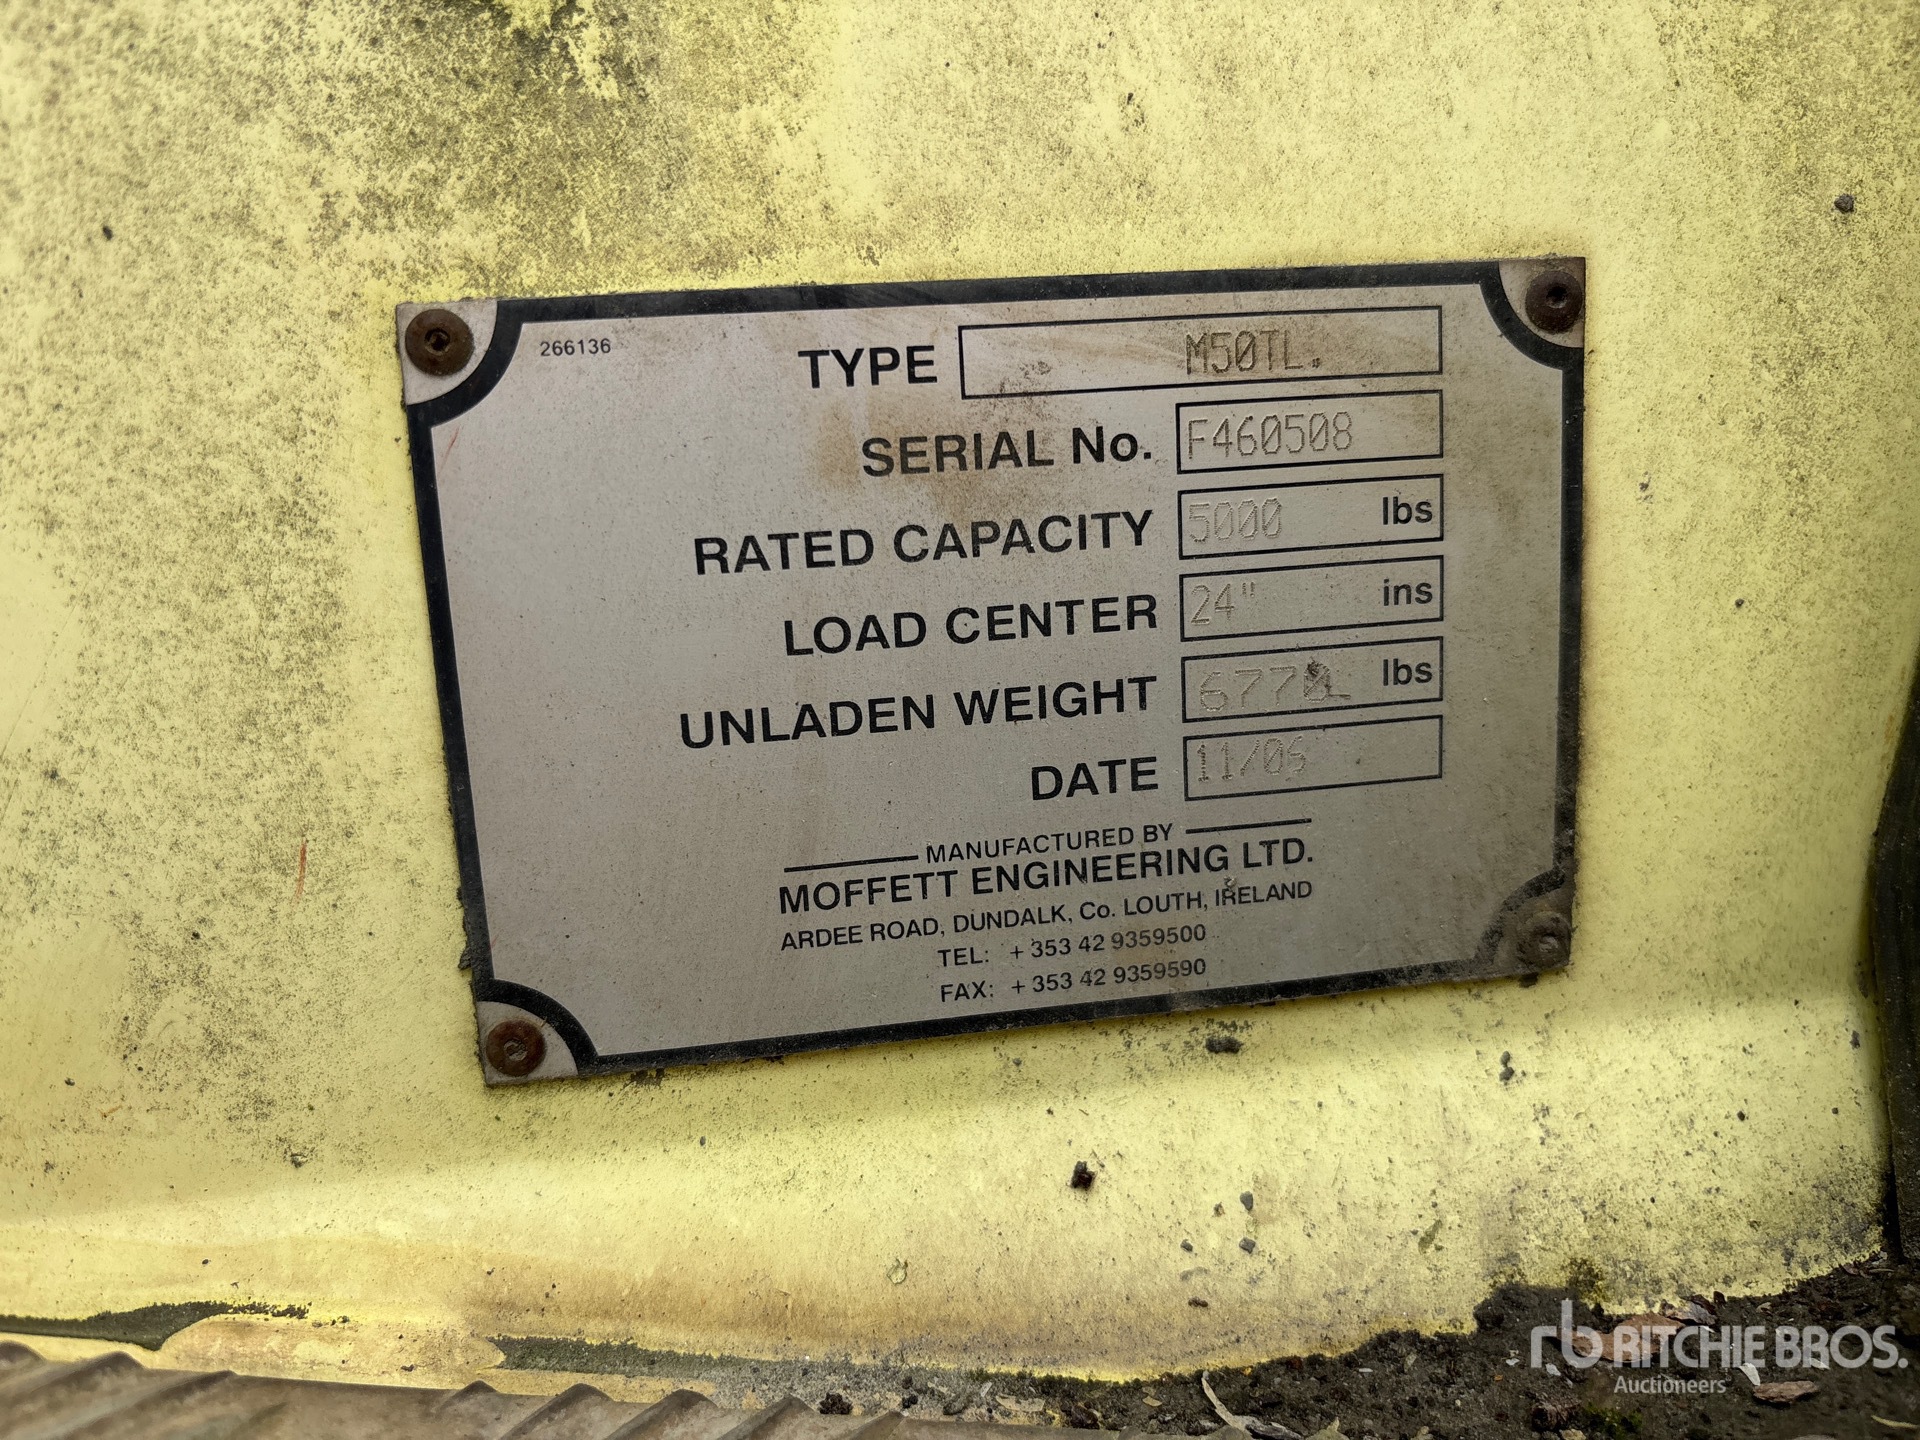 266136
TYPE M50TL.
SERIAL No. F460508
RATED CAPACITY 5000 lbs
LOAD CENTER 24" ins
UNLADEN WEIGHT lbs
DATE 11/06
MANUFACTURED BY
MOFFETT ENGINEERING LTD.
ARDEE ROAD, DUNDALK, Co. LOUTH, IRELAND
TEL: +353 42 9359500
FAX: +353 42 9359590
rb RITCHIE BROS.
Auctioneers